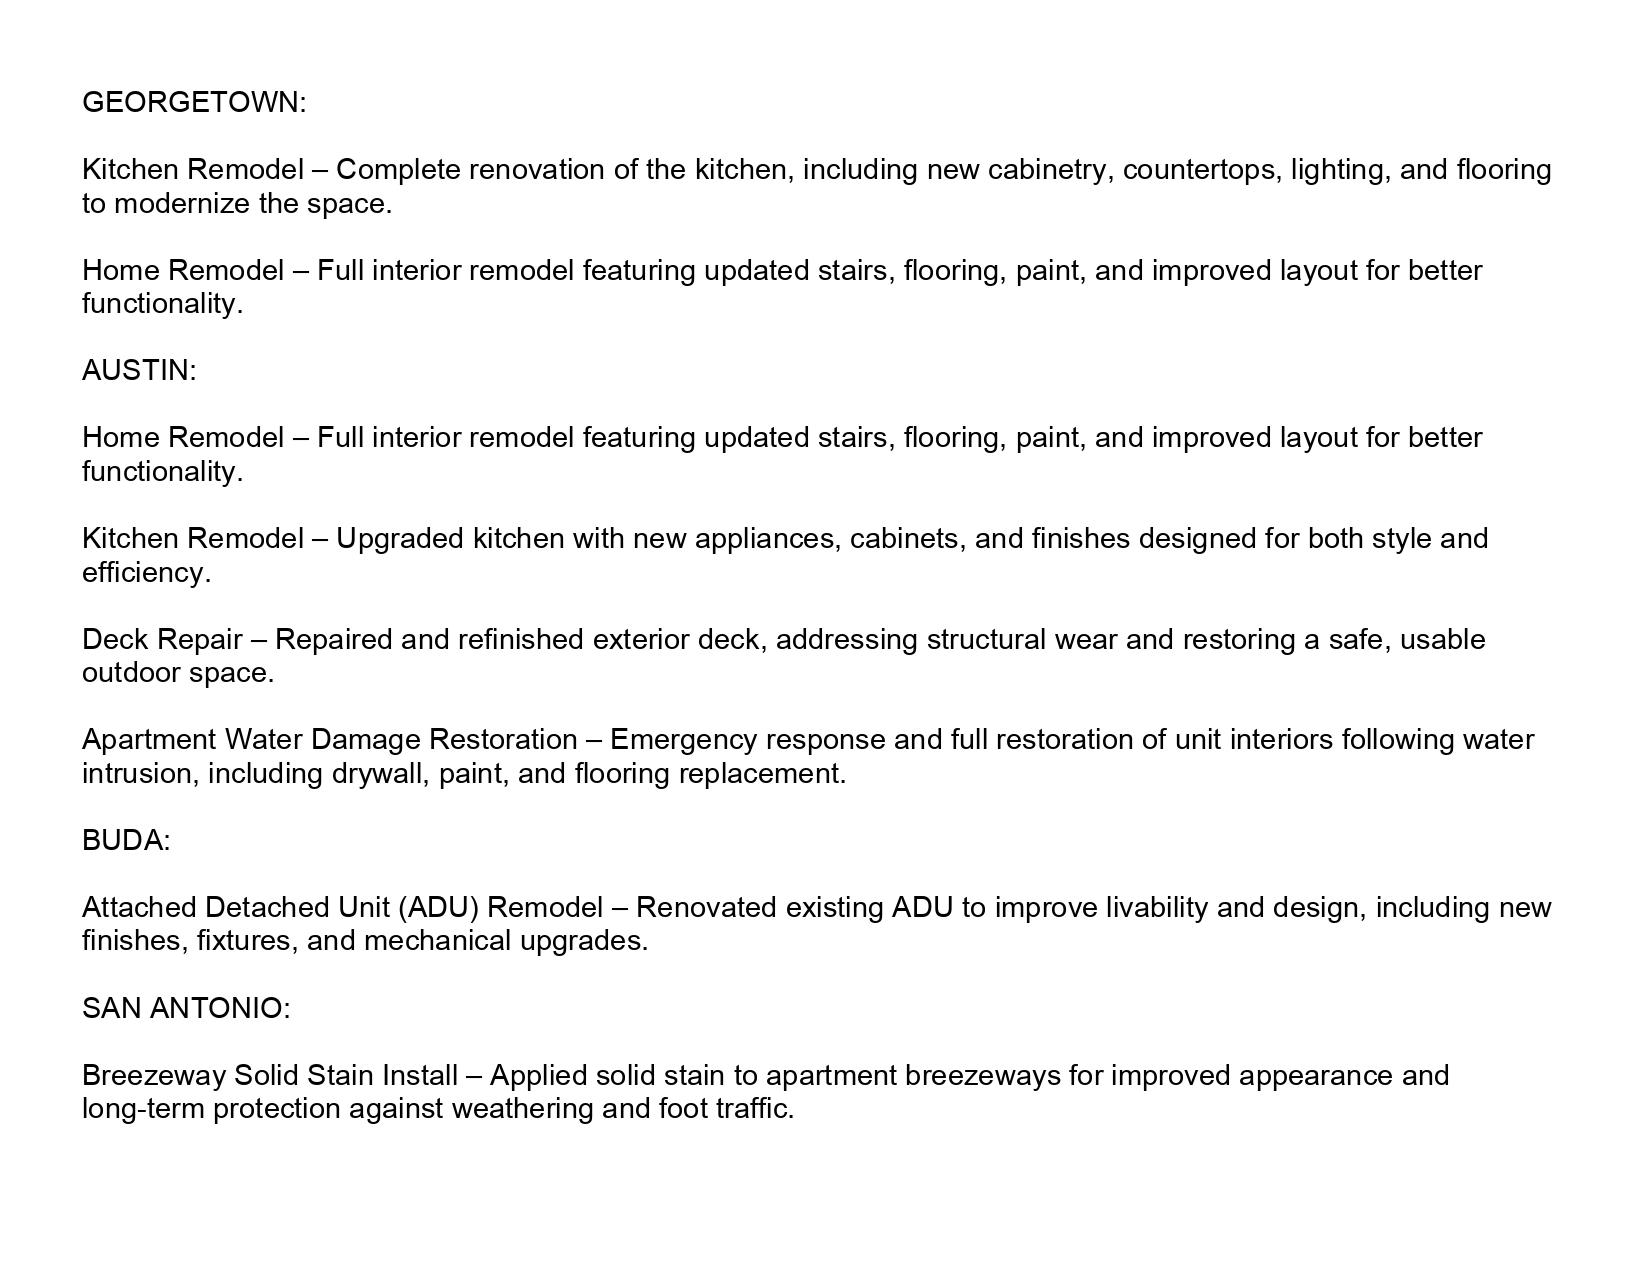 GEORGETOWN:
Kitchen Remodel – Complete renovation of the kitchen, including new cabinetry, countertops, lighting, and flooring
to modernize the space.
Home Remodel – Full interior remodel featuring updated stairs, flooring, paint, and improved layout for better
functionality.
AUSTIN:
Home Remodel – Full interior remodel featuring updated stairs, flooring, paint, and improved layout for better
functionality.
Kitchen Remodel – Upgraded kitchen with new appliances, cabinets, and finishes designed for both style and
efficiency.
Deck Repair – Repaired and refinished exterior deck, addressing structural wear and restoring a safe, usable
outdoor space.
Apartment Water Damage Restoration – Emergency response and full restoration of unit interiors following water
intrusion, including drywall, paint, and flooring replacement.
BUDA:
Attached Detached Unit (ADU) Remodel – Renovated existing ADU to improve livability and design, including new
finishes, fixtures, and mechanical upgrades.
SAN ANTONIO:
Breezeway Solid Stain Install – Applied solid stain to apartment breezeways for improved appearance and
long-term protection against weathering and foot traffic.